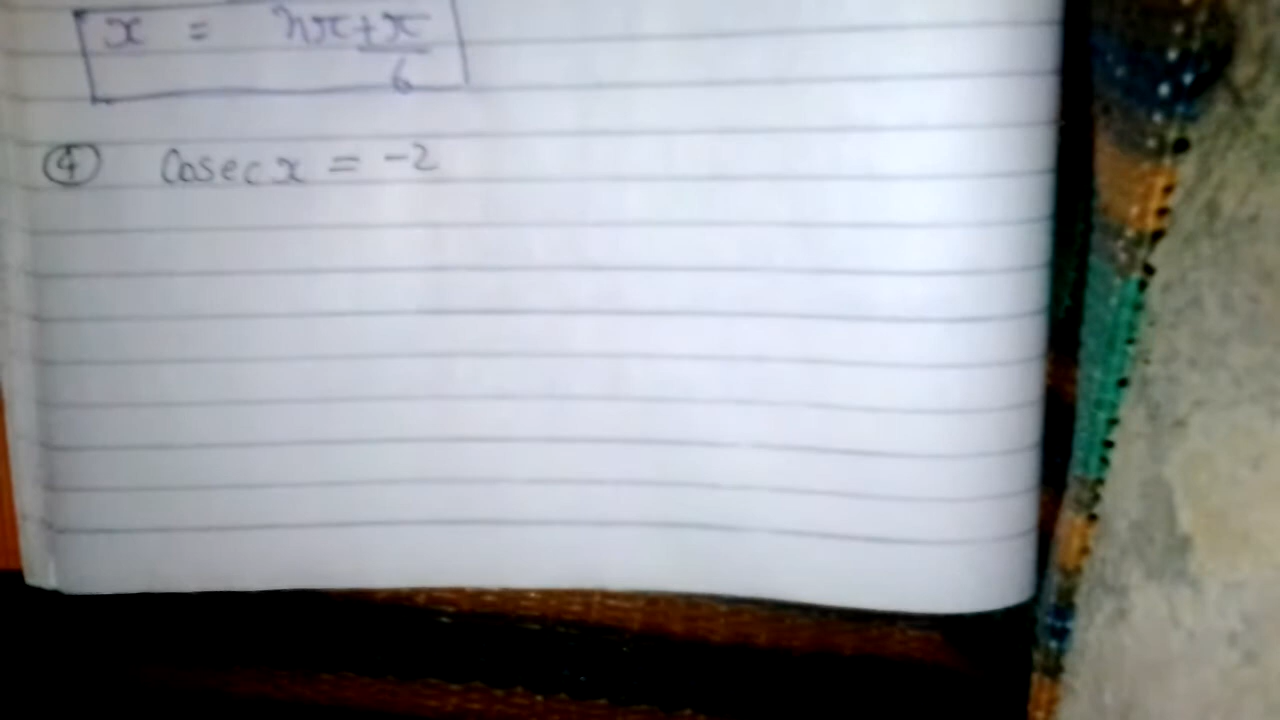 x = nπ ± π
6
④ Cosec x = -2